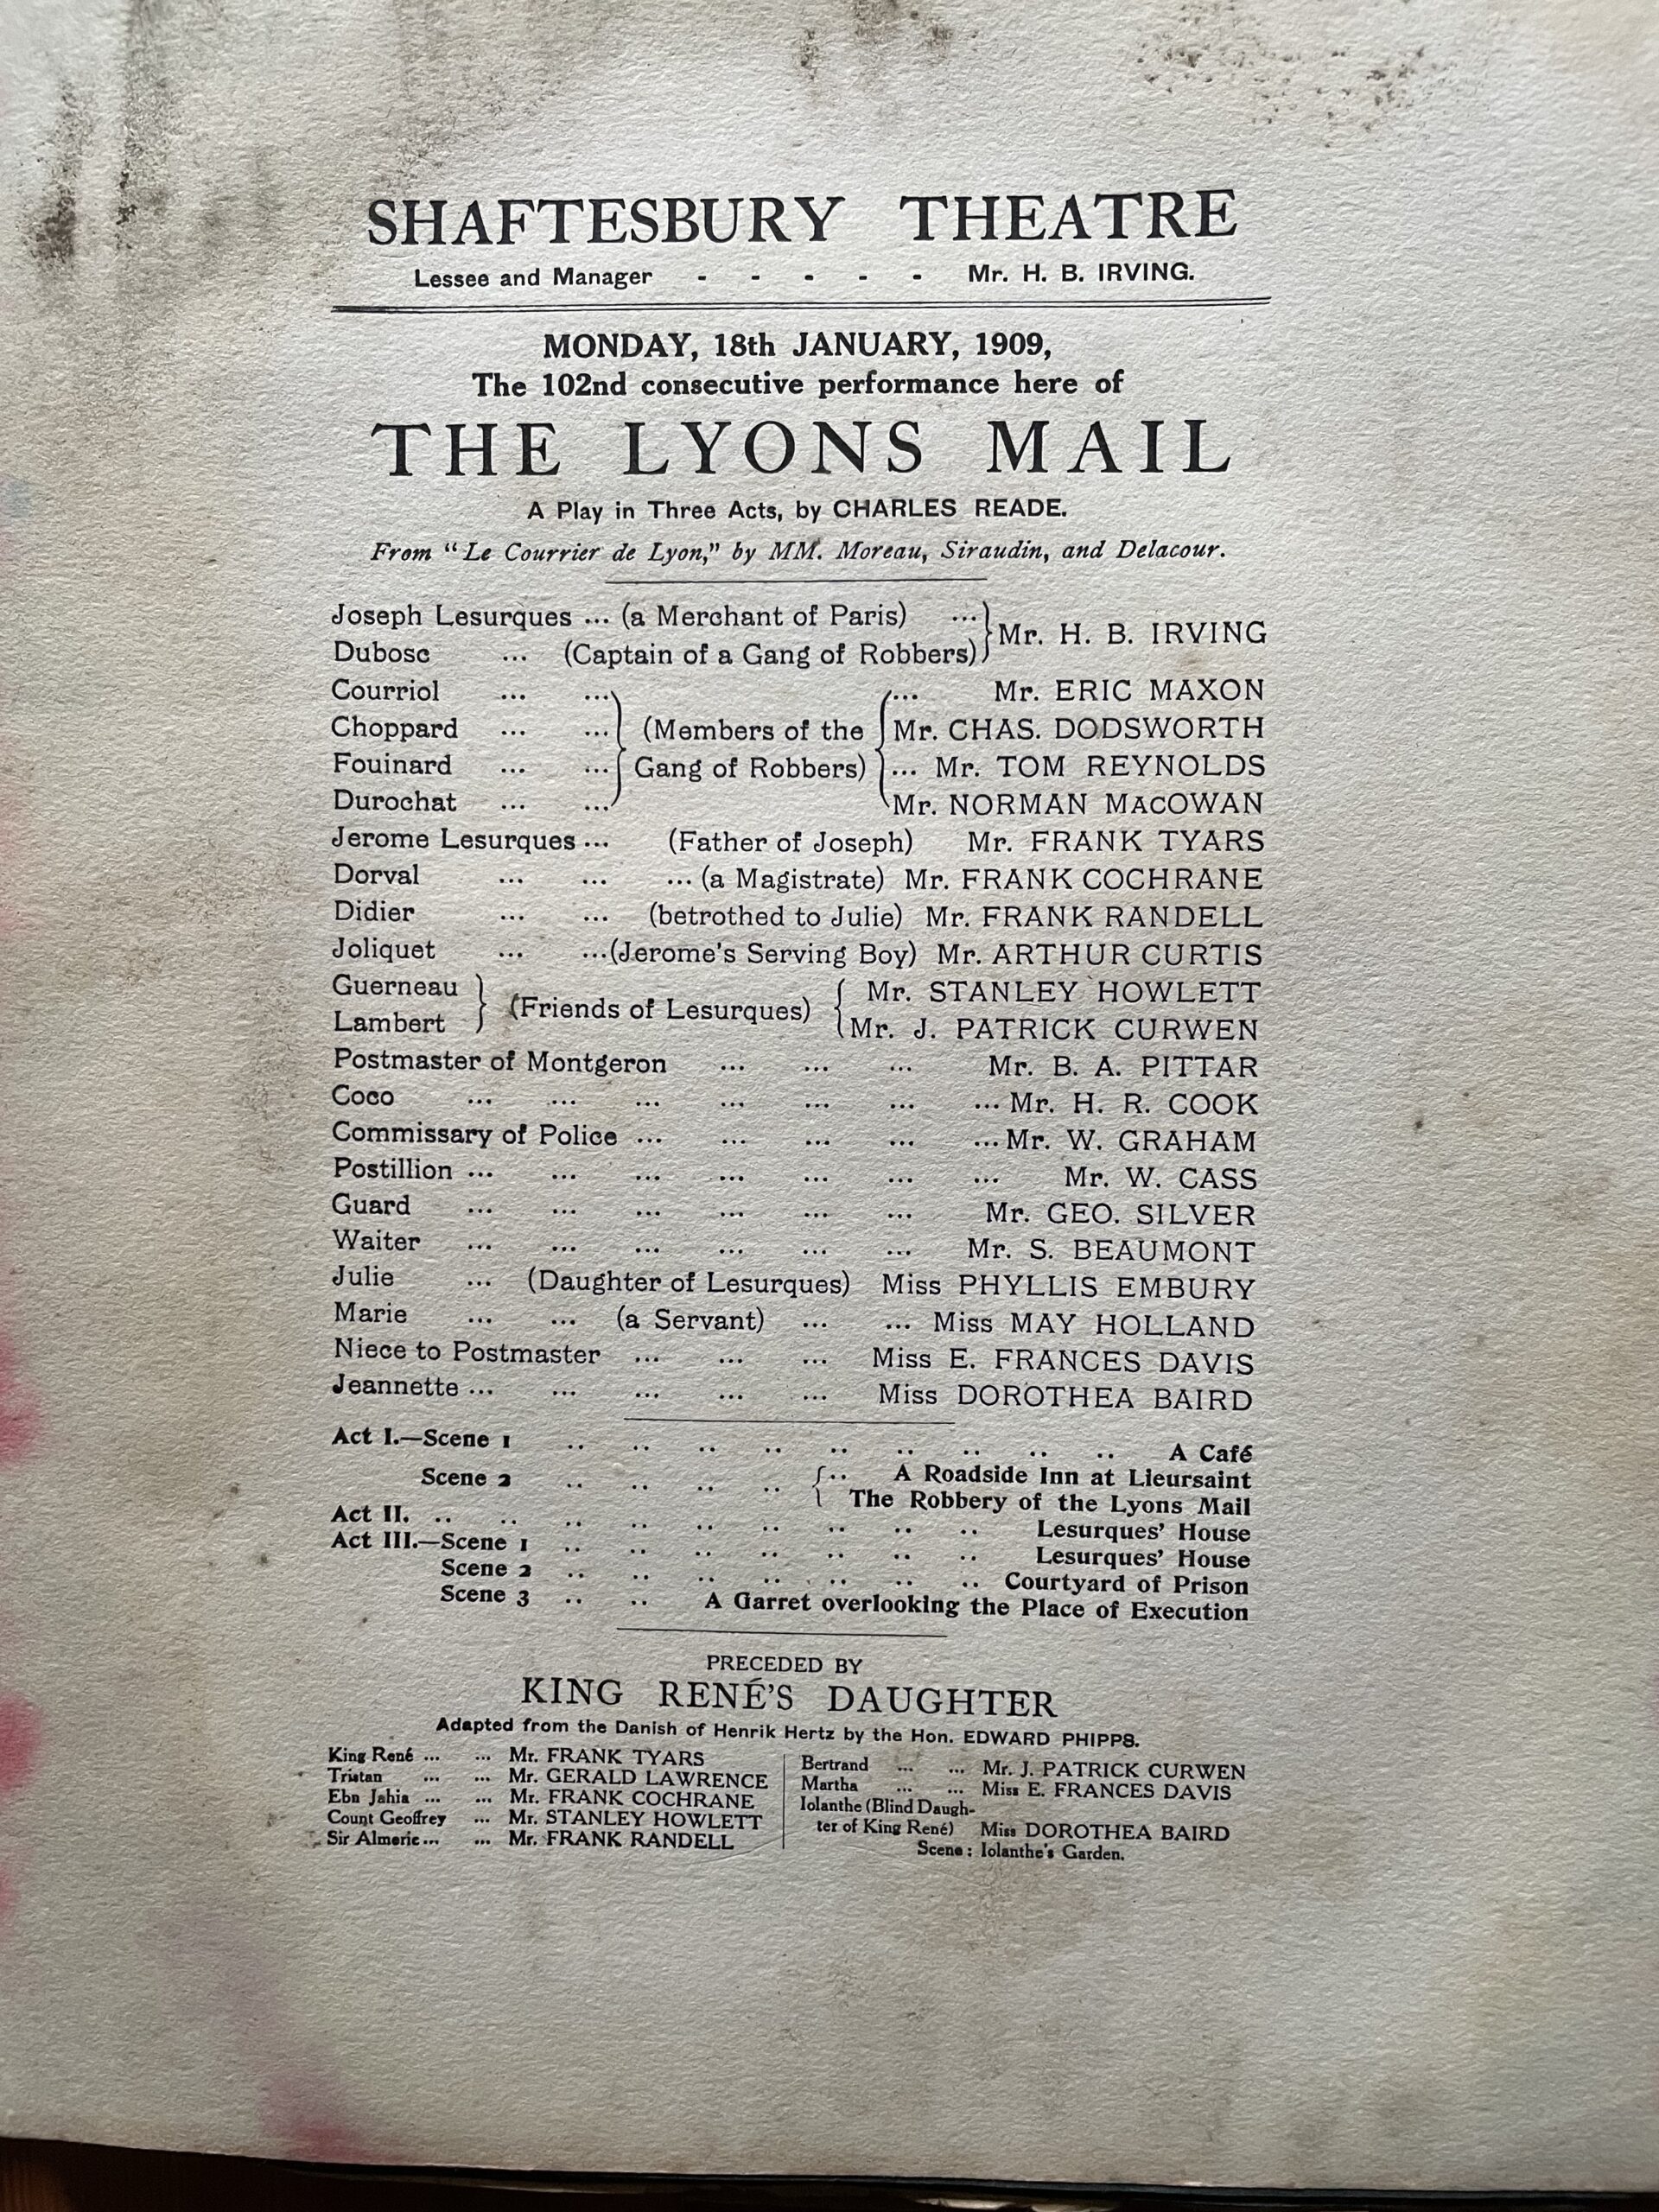 SHAFTESBURY THEATRE
Lessee and Manager - - - - - Mr. H. B. IRVING.
MONDAY, 18th JANUARY, 1909,
The 102nd consecutive performance here of
THE LYONS MAIL
A Play in Three Acts, by CHARLES READE.
From "Le Courrier de Lyon," by MM. Moreau, Siraudin, and Delacour.
Joseph Lesurques ... (a Merchant of Paris) ...
Mr. H. B. IRVING
Dubosc ... (Captain of a Gang of Robbers)
Courriol ... ... ... Mr. ERIC MAXON
Choppard ... ... (Members of the Mr. CHAS. DODSWORTH
Fouinard ... ... Gang of Robbers) ... Mr. TOM REYNOLDS
Durochat ... ... Mr. NORMAN MACOWAN
Jerome Lesurques ... (Father of Joseph) Mr. FRANK TYARS
Dorval ... ... ... (a Magistrate) Mr. FRANK COCHRANE
Didier ... ... (betrothed to Julie) Mr. FRANK RANDELL
Joliquet ... ... (Jerome's Serving Boy) Mr. ARTHUR CURTIS
Guerneau Mr. STANLEY HOWLETT
(Friends of Lesurques)
Lambert Mr. J. PATRICK CURWEN
Postmaster of Montgeron ... ... ... Mr. B. A. PITTAR
Coco ... ... ... ... ... ... ... Mr. H. R. COOK
Commissary of Police ... ... ... ... ... Mr. W. GRAHAM
Postillion ... ... ... ... ... ... ... Mr. W. CASS
Guard ... ... ... ... ... ... Mr. GEO. SILVER
Waiter ... ... ... ... ... ... Mr. S. BEAUMONT
Julie ... (Daughter of Lesurques) Miss PHYLLIS EMBURY
Marie ... ... (a Servant) ... ... Miss MAY HOLLAND
Niece to Postmaster ... ... ... Miss E. FRANCES DAVIS
Jeannette ... ... ... ... ... Miss DOROTHEA BAIRD
Act I.—Scene 1 .. .. .. .. .. .. .. .. .. A Café
Scene 2 .. .. .. .. .. A Roadside Inn at Lieursaint
The Robbery of the Lyons Mail
Act II. .. .. .. .. .. .. .. .. .. Lesurques' House
Act III.—Scene 1 .. .. .. .. .. .. .. Lesurques' House
Scene 2 .. .. .. .. .. .. .. Courtyard of Prison
Scene 3 .. .. A Garret overlooking the Place of Execution
PRECEDED BY
KING RENÉ'S DAUGHTER
Adapted from the Danish of Henrik Hertz by the Hon. EDWARD PHIPPS.
King René ... ... Mr. FRANK TYARS
Tristan ... ... Mr. GERALD LAWRENCE
Ebn Jahia ... ... Mr. FRANK COCHRANE
Count Geoffrey ... Mr. STANLEY HOWLETT
Sir Almeric ... ... Mr. FRANK RANDELL
Bertrand ... ... Mr. J. PATRICK CURWEN
Martha ... ... Miss E. FRANCES DAVIS
Iolanthe (Blind Daugh-
ter of King René) Miss DOROTHEA BAIRD
Scene: Iolanthe's Garden.